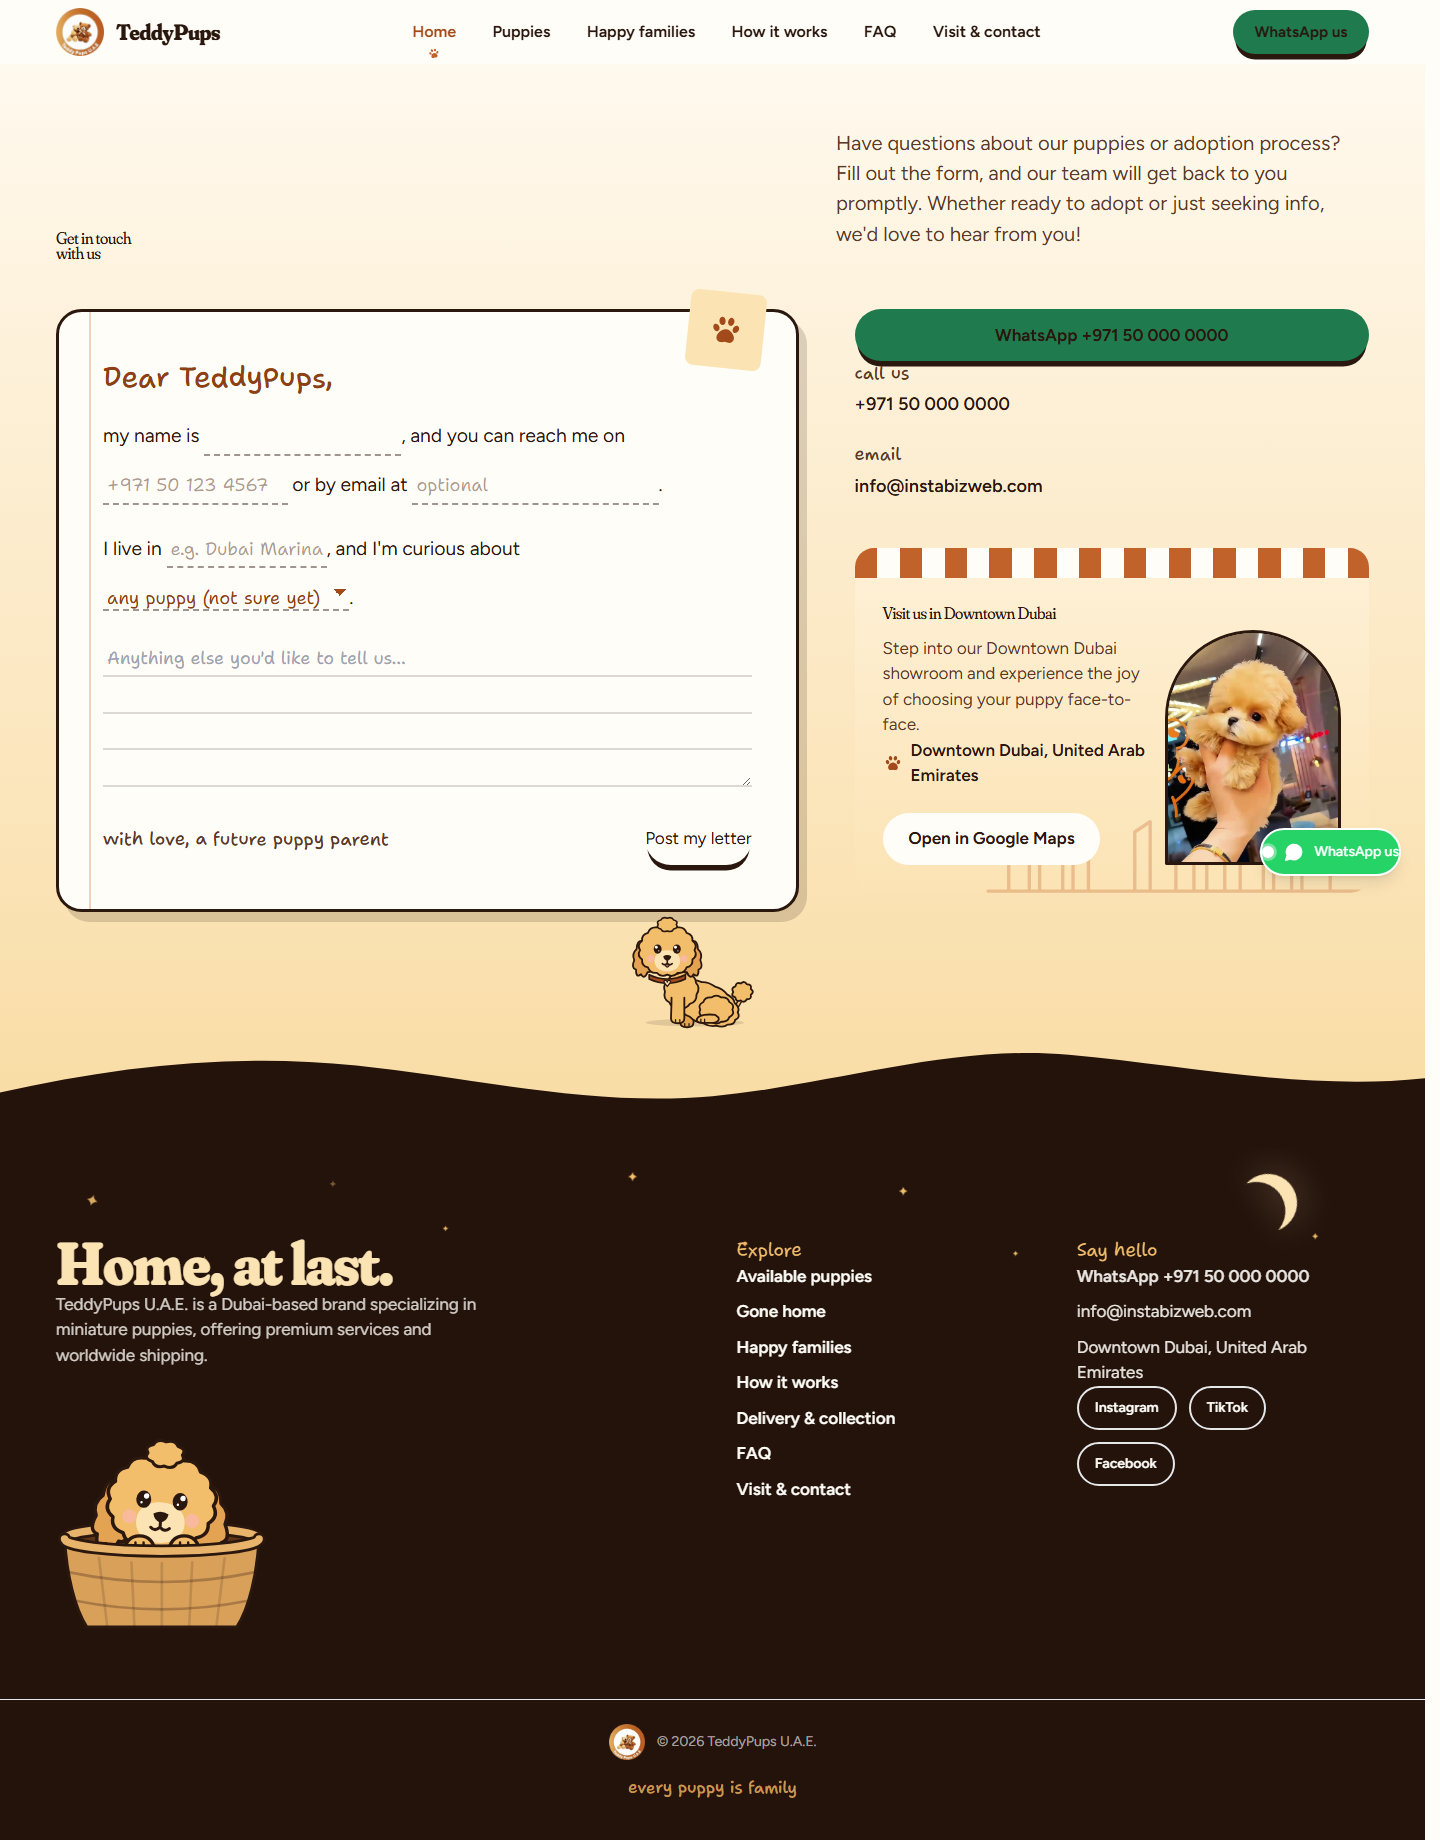 TeddyPups
Home
Puppies
Happy families
How it works
FAQ
Visit & contact
WhatsApp us
Have questions about our puppies or adoption process?
Fill out the form, and our team will get back to you
promptly. Whether ready to adopt or just seeking info,
we'd love to hear from you!
Get in touch
with us
Dear TeddyPups,
my name is , and you can reach me on
+971 50 123 4567 or by email at optional .
I live in e.g. Dubai Marina , and I'm curious about
any puppy (not sure yet) .
Anything else you'd like to tell us...
with love, a future puppy parent
Post my letter
WhatsApp +971 50 000 0000
call us
+971 50 000 0000
email
info@instabizweb.com
Visit us in Downtown Dubai
Step into our Downtown Dubai
showroom and experience the joy
of choosing your puppy face-to-
face.
Downtown Dubai, United Arab
Emirates
Open in Google Maps
WhatsApp us
Home, at last.
TeddyPups U.A.E. is a Dubai-based brand specializing in
miniature puppies, offering premium services and
worldwide shipping.
Explore
Available puppies
Gone home
Happy families
How it works
Delivery & collection
FAQ
Visit & contact
Say hello
WhatsApp +971 50 000 0000
info@instabizweb.com
Downtown Dubai, United Arab
Emirates
Instagram
TikTok
Facebook
© 2026 TeddyPups U.A.E.
every puppy is family